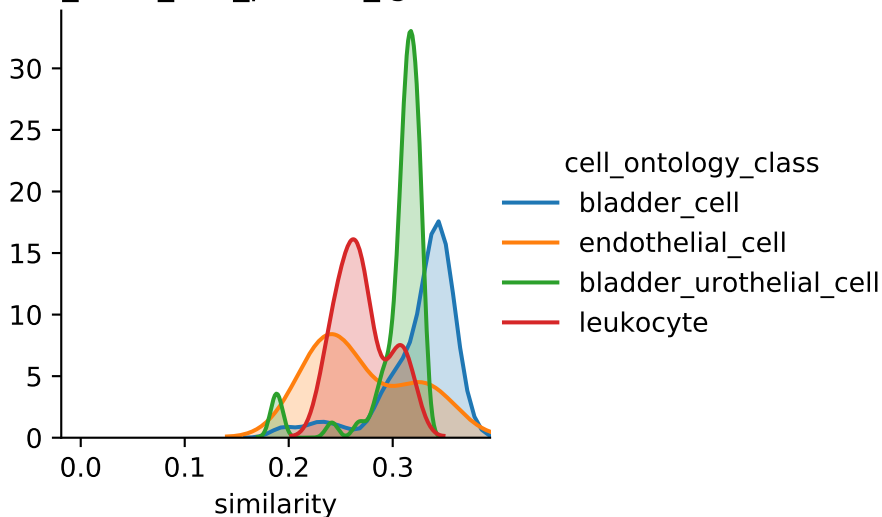 30
25
20
15
10
5
0
0.0 0.1 0.2 0.3
similarity
cell_ontology_class
bladder_cell
endothelial_cell
bladder_urothelial_cell
leukocyte